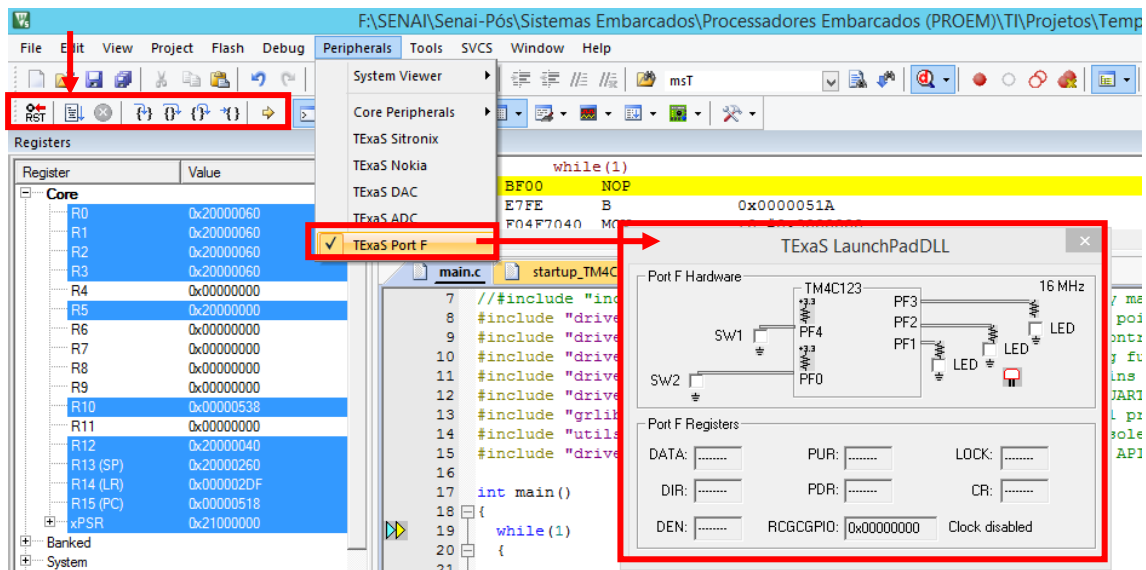 F:\SENAI\Senai-Pós\Sistemas Embarcados\Processadores Embarcados (PROEM)\TI\Projetos\Temp
File Edit View Project Flash Debug Peripherals Tools SVCS Window Help
System Viewer
msT
RST
Core Peripherals
TExaS Sitronix
TExaS Nokia
TExaS DAC
TExaS ADC
TExaS Port F
Registers
Register Value
Core
R0 0x20000060
R1 0x20000060
R2 0x20000060
R3 0x20000060
R4 0x00000000
R5 0x20000000
R6 0x00000000
R7 0x00000000
R8 0x00000000
R9 0x00000000
R10 0x00000538
R11 0x00000000
R12 0x20000040
R13 (SP) 0x20000260
R14 (LR) 0x000002DF
R15 (PC) 0x00000518
xPSR 0x21000000
Banked
System
while(1)
BF00 NOP
E7FE B 0x0000051A
F04F7040
main.c startup_TM4C
7 //#include "inc
8 #include "drive
9 #include "drive
10 #include "drive
11 #include "drive
12 #include "drive
13 #include "grlib
14 #include "utils
15 #include "drive
16
17 int main()
18 {
19 while(1)
20 {
21
TExaS LaunchPadDLL
Port F Hardware
TM4C123
16 MHz
+3.3
PF3
PF2
PF1
SW1
PF4
+3.3
SW2
PF0
LED
LED
LED
Port F Registers
DATA: -------- PUR: -------- LOCK: --------
DIR: -------- PDR: -------- CR: --------
DEN: -------- RCGCGPIO: 0x00000000 Clock disabled
API